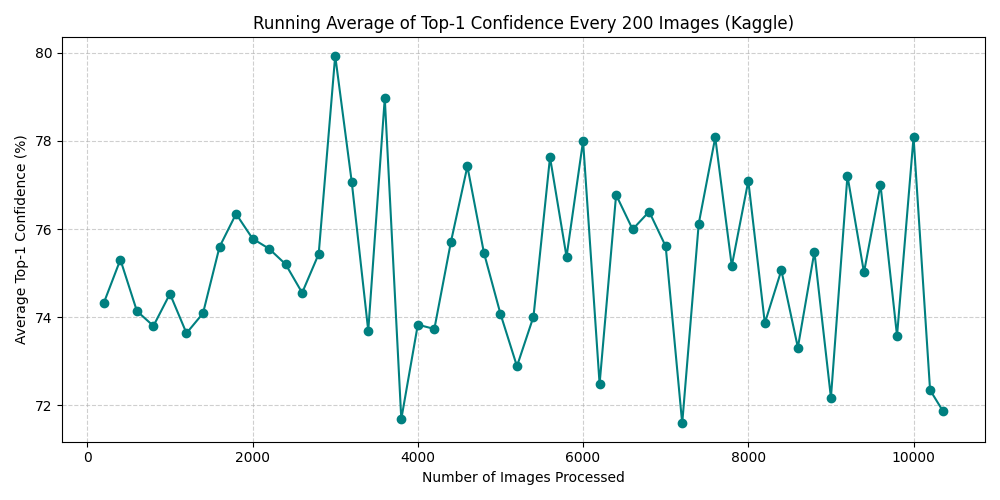 Running Average of Top-1 Confidence Every 200 Images (Kaggle)
80
78
76
74
72
Average Top-1 Confidence (%)
0 2000 4000 6000 8000 10000
Number of Images Processed